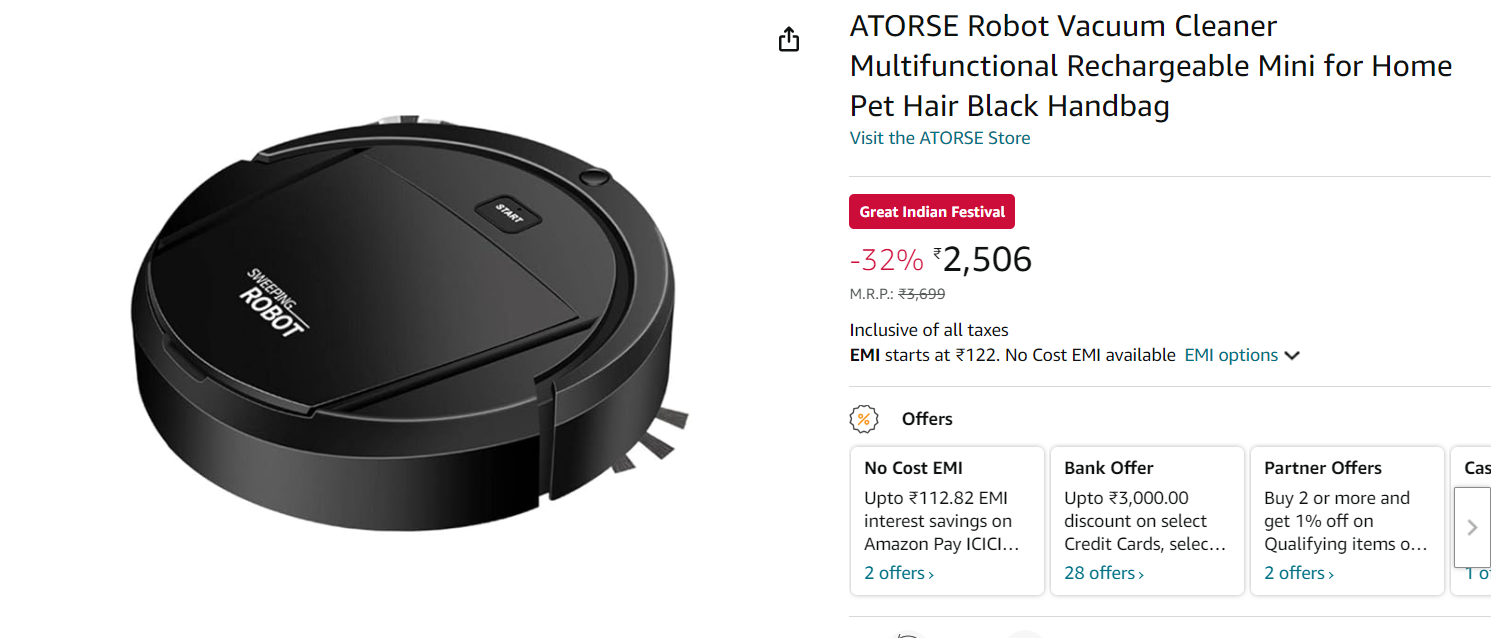 ATORSE Robot Vacuum Cleaner
Multifunctional Rechargeable Mini for Home
Pet Hair Black Handbag
Visit the ATORSE Store
Great Indian Festival
-32% ₹2,506
M.R.P.: ₹3,699
Inclusive of all taxes
EMI starts at ₹122. No Cost EMI available EMI options
START
SWEEPING
ROBOT
% Offers
No Cost EMI
Upto ₹112.82 EMI
interest savings on
Amazon Pay ICICI…
2 offers ›
Bank Offer
Upto ₹3,000.00
discount on select
Credit Cards, selec…
28 offers ›
Partner Offers
Buy 2 or more and
get 1% off on
Qualifying items o…
2 offers ›
Cas
1 o